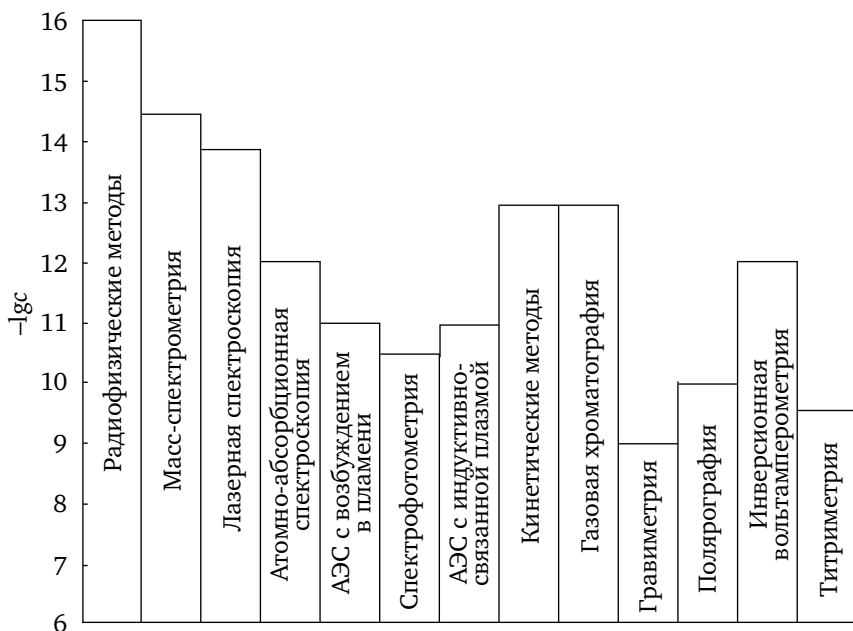 16
15
14
13
12
11
10
9
8
7
6
–lgc
Радиофизические методы
Масс-спектрометрия
Лазерная спектроскопия
Атомно-абсорбционная
спектроскопия
АЭС с возбуждением
в пламени
Спектрофотометрия
АЭС с индуктивно-
связанной плазмой
Кинетические методы
Газовая хроматография
Гравиметрия
Полярография
Инверсионная
вольтамперометрия
Титриметрия